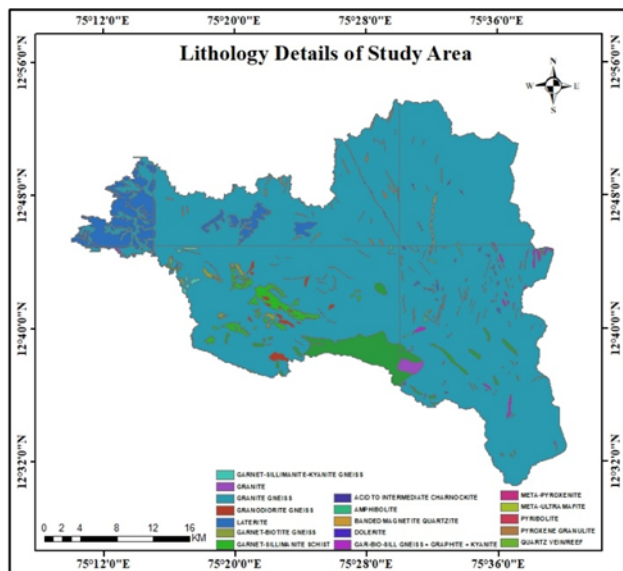 75°12'0"E 75°20'0"E 75°28'0"E 75°36'0"E
Lithology Details of Study Area
12°56'0"N 12°56'0"N
N
W E
S
12°48'0"N 12°48'0"N
12°40'0"N 12°40'0"N
12°32'0"N 12°32'0"N
GARNET-SILLIMANITE-KYANITE GNEISS
GRANITE
GRANITE GNEISS
GRANODIORITE GNEISS
LATERITE
GARNET-BIOTITE GNEISS
GARNET-SILLIMANITE SCHIST
ACID TO INTERMEDIATE CHARNOCKITE
AMPHIBOLITE
BANDED MAGNETITE QUARTZITE
DOLERITE
GAR-BIO-SILL GNEISS + GRAPHITE + KYANITE
META-PYROXENITE
META-ULTRAMAFITE
PYRIBOLITE
PYROXENE GRANULITE
QUARTZ VEIN/REEF
0 2 4 8 12 16
KM
75°12'0"E 75°20'0"E 75°28'0"E 75°36'0"E